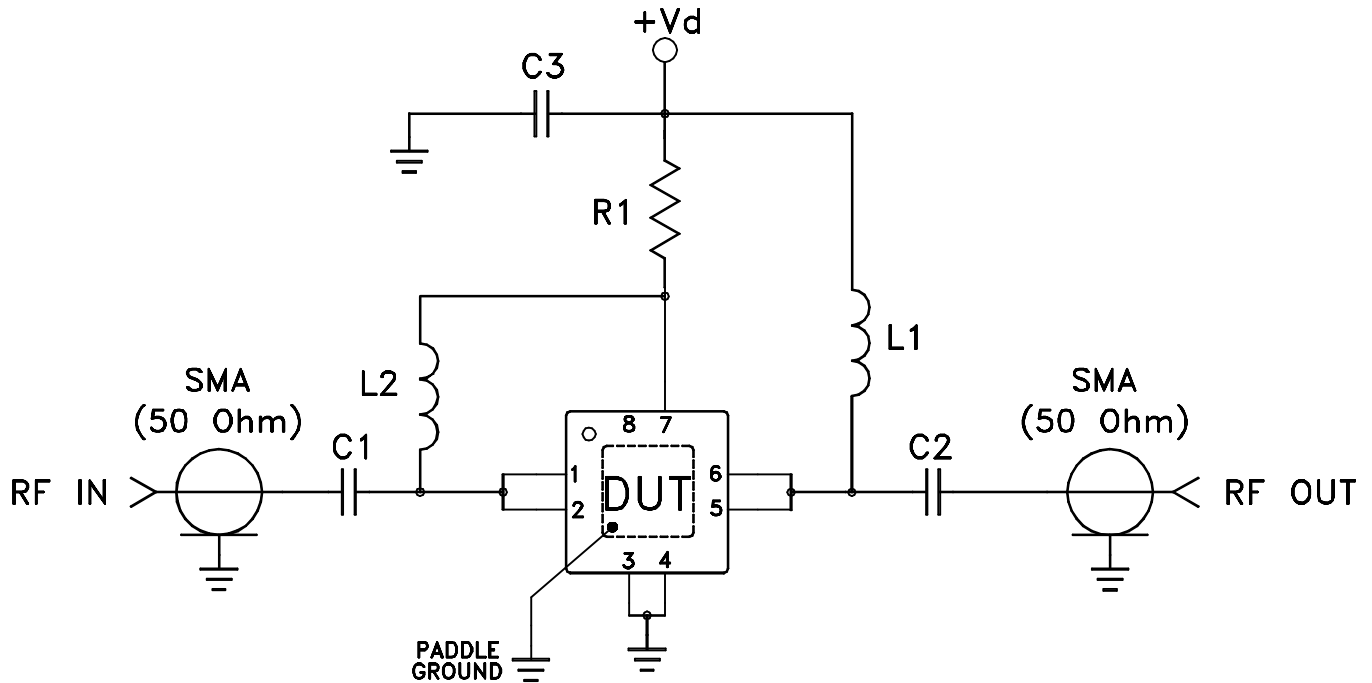 +Vd
C3
R1
L1
L2
SMA
(50 Ohm)
SMA
(50 Ohm)
C1
C2
RF IN
RF OUT
8 7
1
2
6
5
DUT
3 4
PADDLE
GROUND